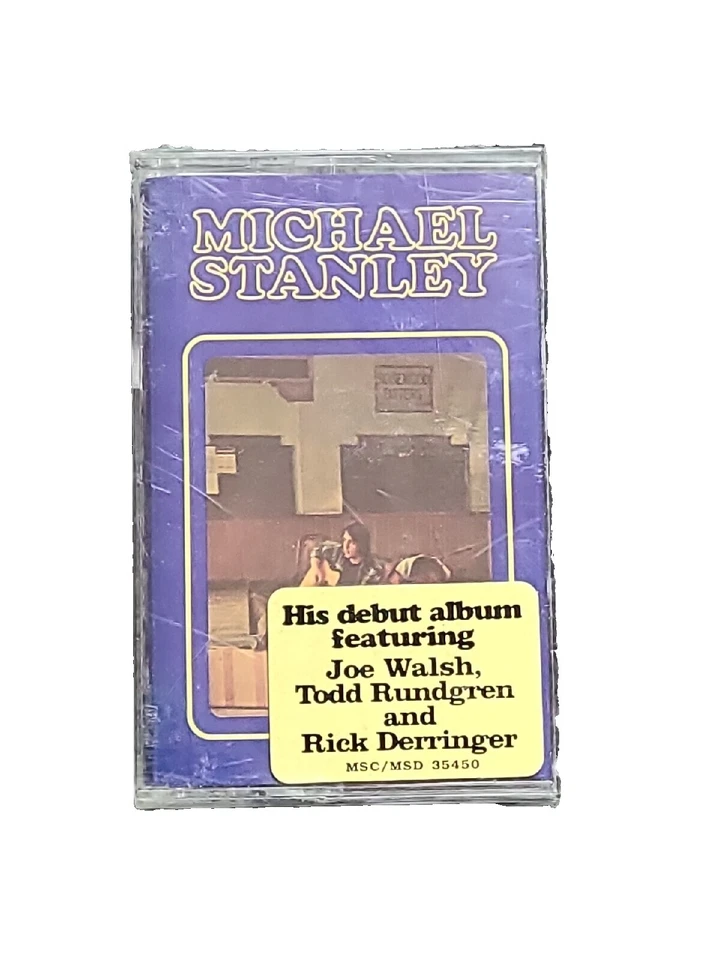 MICHAEL
STANLEY
His debut album
featuring
Joe Walsh,
Todd Rundgren
and
Rick Derringer
MSC/MSD 35450